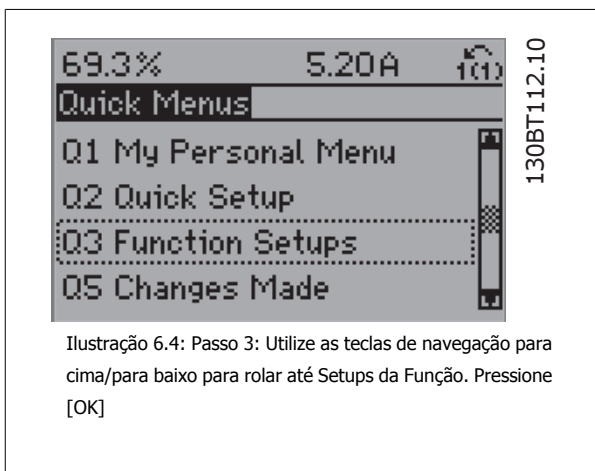 69.3% 5.20A 1(1)
Quick Menus
Q1 My Personal Menu
Q2 Quick Setup
Q3 Function Setups
Q5 Changes Made
130BT112.10
Ilustração 6.4: Passo 3: Utilize as teclas de navegação para
cima/para baixo para rolar até Setups da Função. Pressione
[OK]